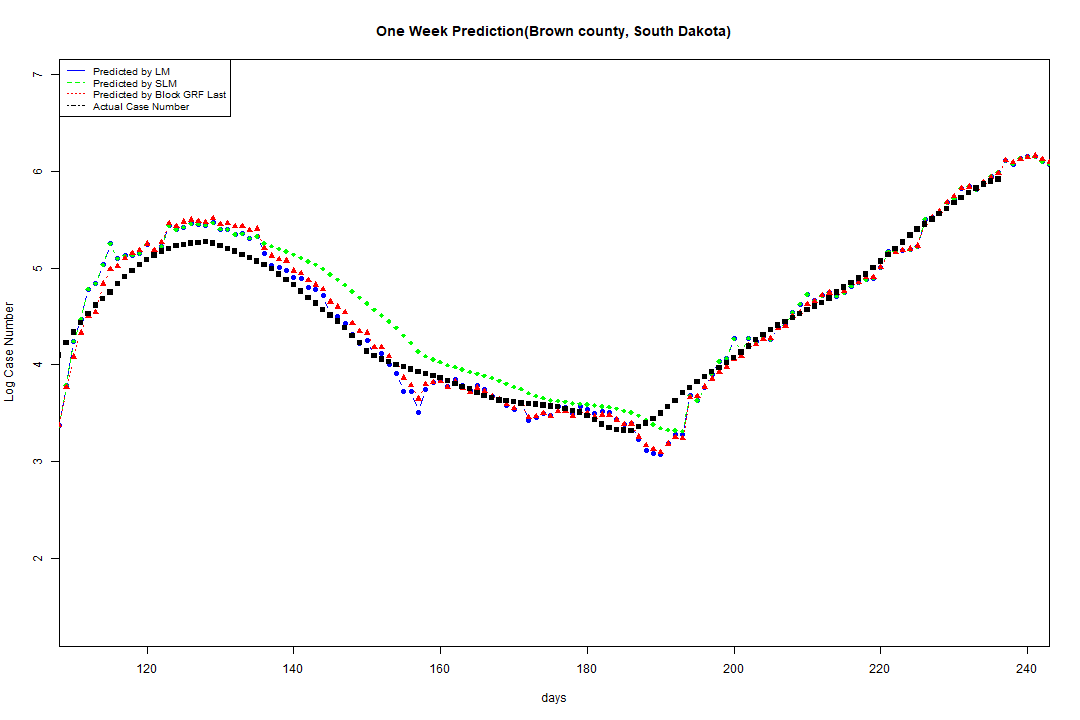 One Week Prediction(Brown county, South Dakota)
Predicted by LM
Predicted by SLM
Predicted by Block GRF Last
Actual Case Number
7
6
5
4
3
2
Log Case Number
120 140 160 180 200 220 240
days